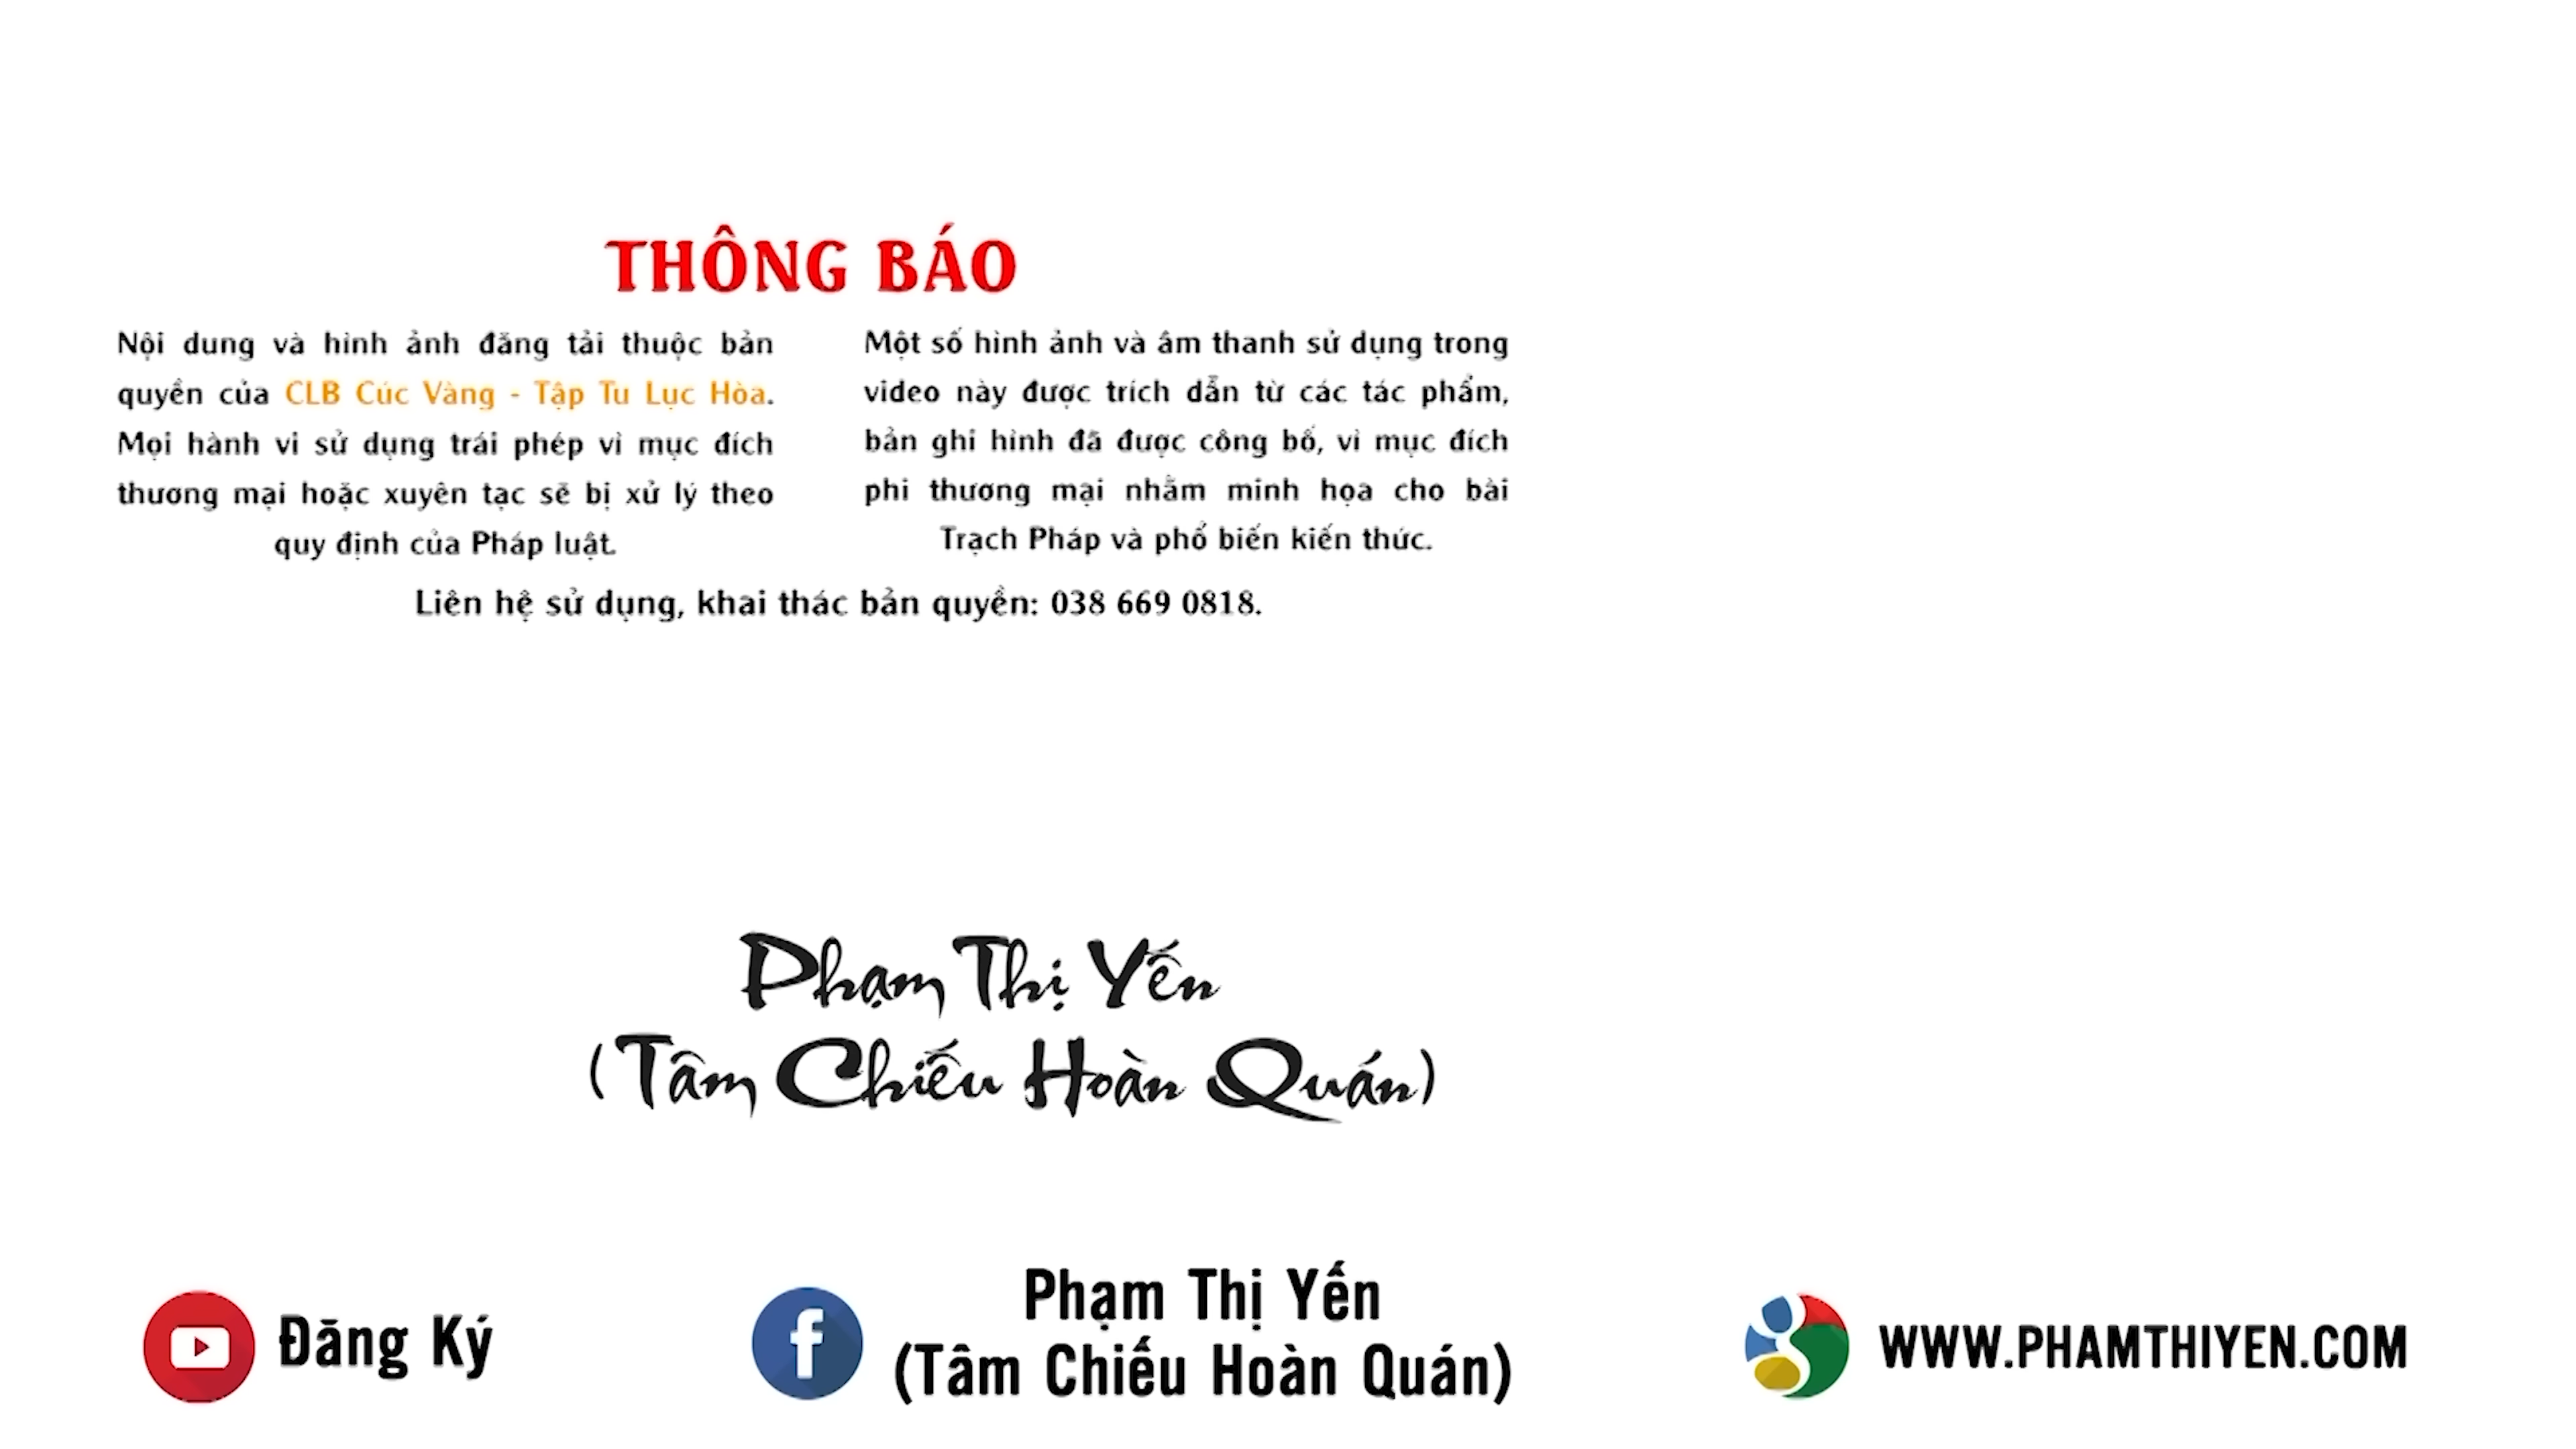 THÔNG BÁO
Nội dung và hình ảnh đăng tải thuộc bản
quyền của CLB Cúc Vàng - Tập Tu Lục Hòa.
Mọi hành vi sử dụng trái phép vì mục đích
thương mại hoặc xuyên tạc sẽ bị xử lý theo
quy định của Pháp luật.
Một số hình ảnh và âm thanh sử dụng trong
video này được trích dẫn từ các tác phẩm,
bản ghi hình đã được công bố, vì mục đích
phi thương mại nhằm minh họa cho bài
Trạch Pháp và phổ biến kiến thức.
Liên hệ sử dụng, khai thác bản quyền: 038 669 0818.
Phạm Thị Yến
(Tâm Chiếu Hoàn Quán)
Đăng Ký
Phạm Thị Yến
(Tâm Chiếu Hoàn Quán)
WWW.PHAMTHIYEN.COM